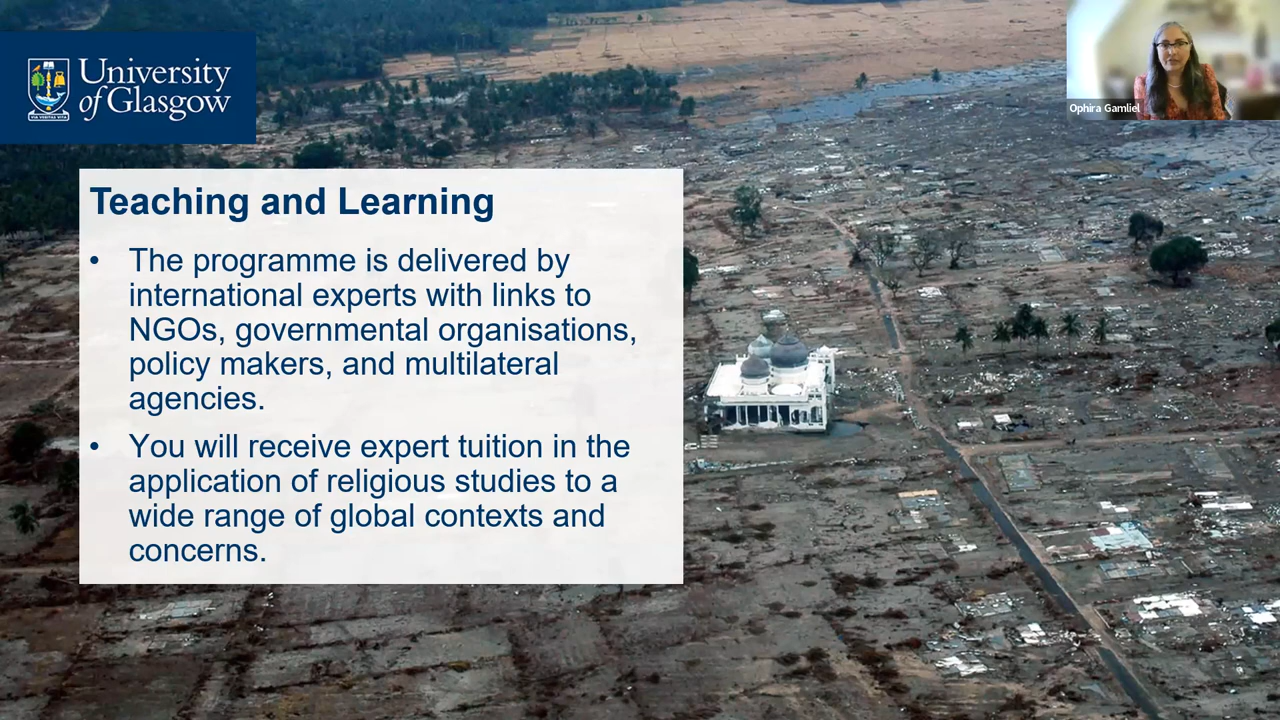 University
of Glasgow
VIA VERITAS VITA
Ophira Gamliel
Teaching and Learning
• The programme is delivered by
international experts with links to
NGOs, governmental organisations,
policy makers, and multilateral
agencies.
• You will receive expert tuition in the
application of religious studies to a
wide range of global contexts and
concerns.